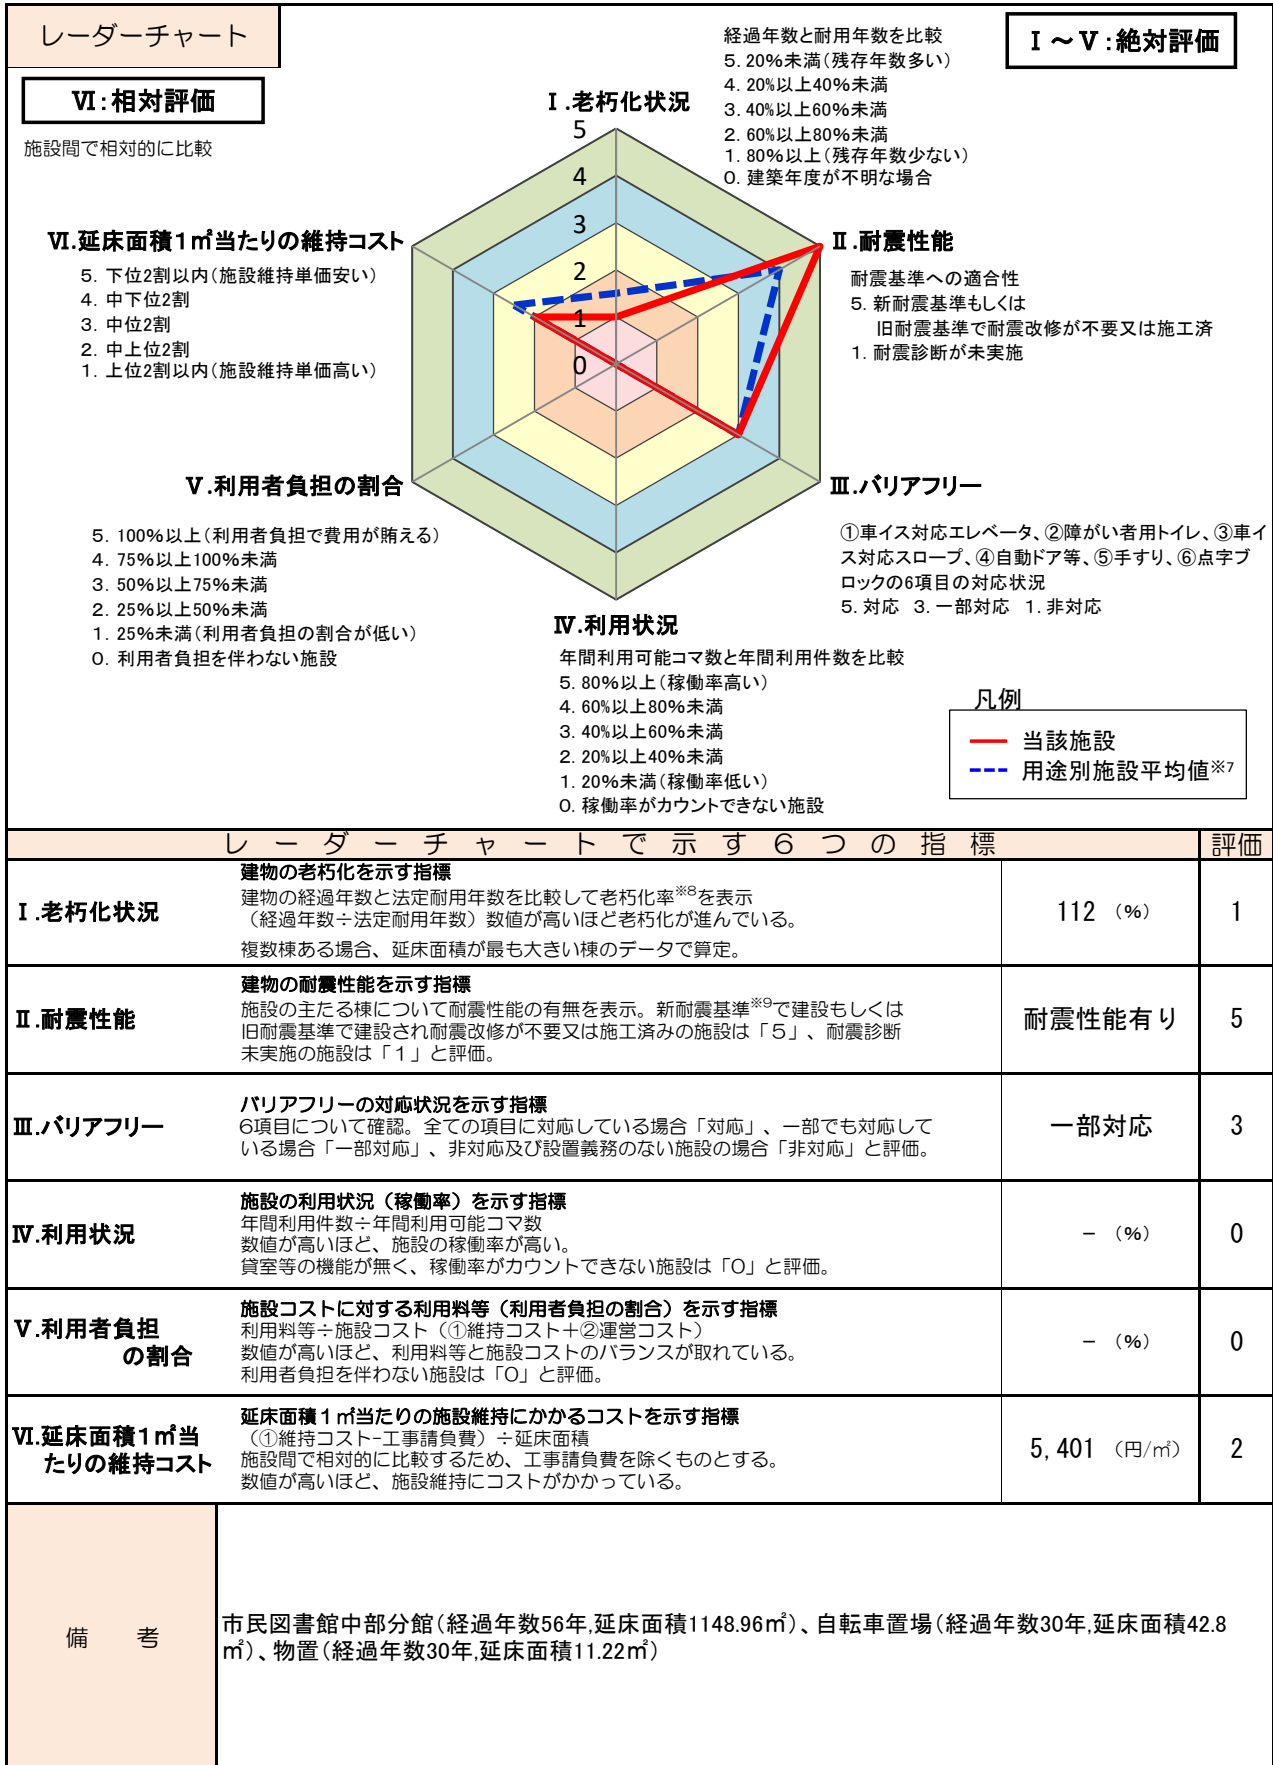 レーダーチャート
Ⅵ:相対評価
施設間で相対的に比較
Ⅰ～Ⅴ:絶対評価
Ⅰ.老朽化状況
経過年数と耐用年数を比較
5. 20%未満(残存年数多い)
4. 20%以上40%未満
3. 40%以上60%未満
2. 60%以上80%未満
1. 80%以上(残存年数少ない)
0. 建築年度が不明な場合
5
4
3
2
1
0
Ⅱ.耐震性能
耐震基準への適合性
5. 新耐震基準もしくは
旧耐震基準で耐震改修が不要又は施工済
1. 耐震診断が未実施
Ⅵ.延床面積1㎡当たりの維持コスト
5. 下位2割以内(施設維持単価安い)
4. 中下位2割
3. 中位2割
2. 中上位2割
1. 上位2割以内(施設維持単価高い)
Ⅴ.利用者負担の割合
5. 100%以上(利用者負担で費用が賄える)
4. 75%以上100%未満
3. 50%以上75%未満
2. 25%以上50%未満
1. 25%未満(利用者負担の割合が低い)
0. 利用者負担を伴わない施設
Ⅲ.バリアフリー
①車イス対応エレベータ、②障がい者用トイレ、③車イ
ス対応スロープ、④自動ドア等、⑤手すり、⑥点字ブ
ロックの6項目の対応状況
5. 対応 3. 一部対応 1. 非対応
Ⅳ.利用状況
年間利用可能コマ数と年間利用件数を比較
5. 80%以上(稼働率高い)
4. 60%以上80%未満
3. 40%以上60%未満
2. 20%以上40%未満
1. 20%未満(稼働率低い)
0. 稼働率がカウントできない施設
凡例
当該施設
用途別施設平均値※7
レーダーチャートで示す6つの指標 評価
Ⅰ.老朽化状況
建物の老朽化を示す指標
建物の経過年数と法定耐用年数を比較して老朽化率※8を表示
(経過年数÷法定耐用年数)数値が高いほど老朽化が進んでいる。
複数棟ある場合、延床面積が最も大きい棟のデータで算定。
112 (%) 1
Ⅱ.耐震性能
建物の耐震性能を示す指標
施設の主たる棟について耐震性能の有無を表示。新耐震基準※9で建設もしくは
旧耐震基準で建設され耐震改修が不要又は施工済みの施設は「5」、耐震診断
未実施の施設は「1」と評価。
耐震性能有り 5
Ⅲ.バリアフリー
バリアフリーの対応状況を示す指標
6項目について確認。全ての項目に対応している場合「対応」、一部でも対応して
いる場合「一部対応」、非対応及び設置義務のない施設の場合「非対応」と評価。
一部対応 3
Ⅳ.利用状況
施設の利用状況(稼働率)を示す指標
年間利用件数÷年間利用可能コマ数
数値が高いほど、施設の稼働率が高い。
貸室等の機能が無く、稼働率がカウントできない施設は「0」と評価。
− (%) 0
Ⅴ.利用者負担
の割合
施設コストに対する利用料等(利用者負担の割合)を示す指標
利用料等÷施設コスト(①維持コスト+②運営コスト)
数値が高いほど、利用料等と施設コストのバランスが取れている。
利用者負担を伴わない施設は「0」と評価。
− (%) 0
Ⅵ.延床面積1㎡当
たりの維持コスト
延床面積1㎡当たりの施設維持にかかるコストを示す指標
(①維持コスト−工事請負費)÷延床面積
施設間で相対的に比較するため、工事請負費を除くものとする。
数値が高いほど、施設維持にコストがかかっている。
5,401 (円/㎡) 2
備 考
市民図書館中部分館(経過年数56年,延床面積1148.96㎡)、自転車置場(経過年数30年,延床面積42.8
㎡)、物置(経過年数30年,延床面積11.22㎡)